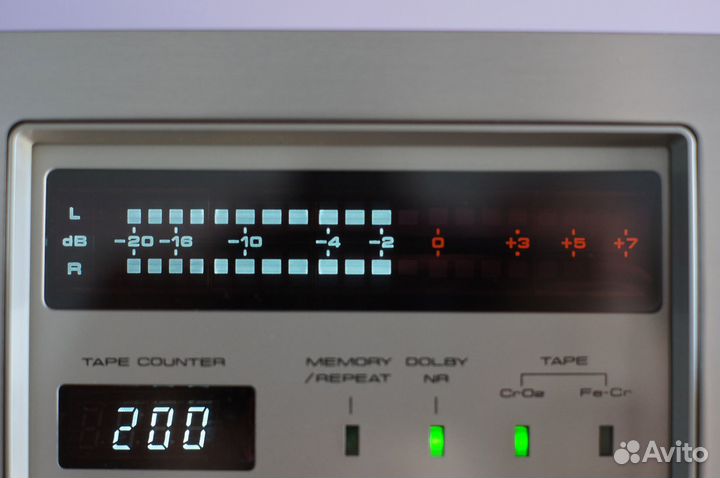 L
dB -20 -16 -10 -4 -2 0 +3 +5 +7
R
TAPE COUNTER
MEMORY
/REPEAT
DOLBY
NR
TAPE
CrO2 Fe-Cr
200
Avito